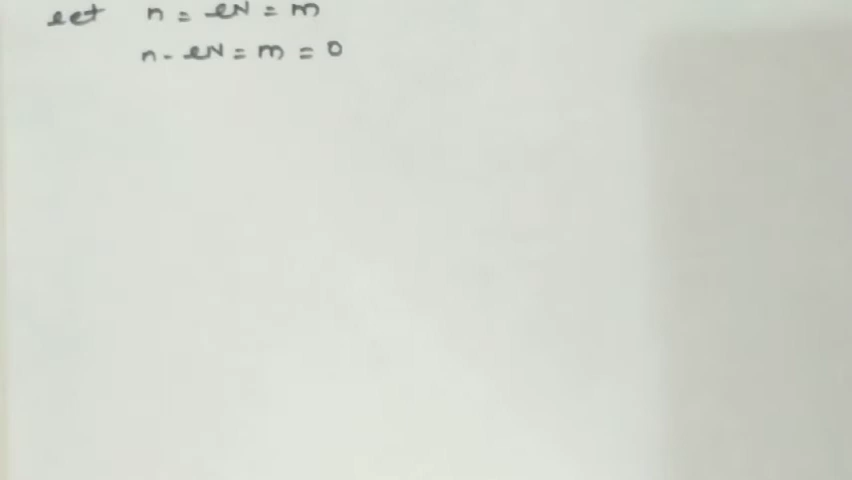 let n = eN = m
n - eN = m = 0